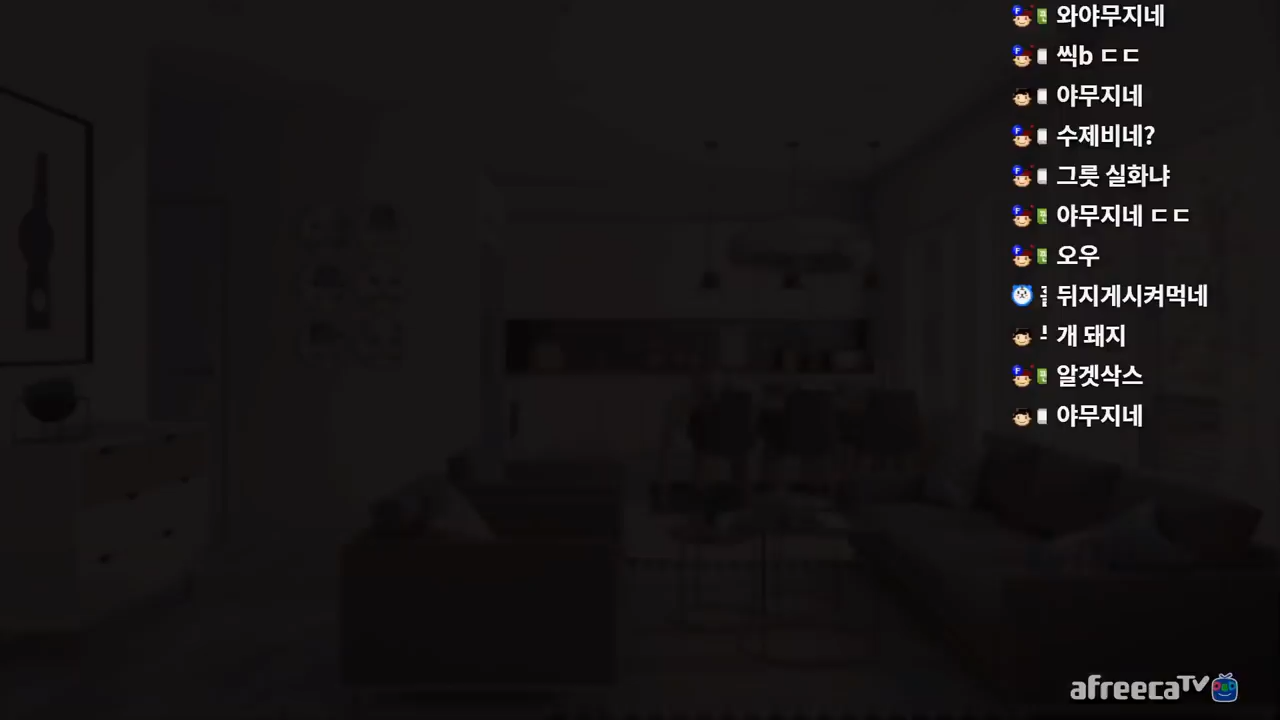 와야무지네
씩b ㄷㄷ
야무지네
수제비네?
그릇 실화냐
야무지네 ㄷㄷ
오우
뒤지게시켜먹네
개 돼지
알겟삭스
야무지네
afreecaTV